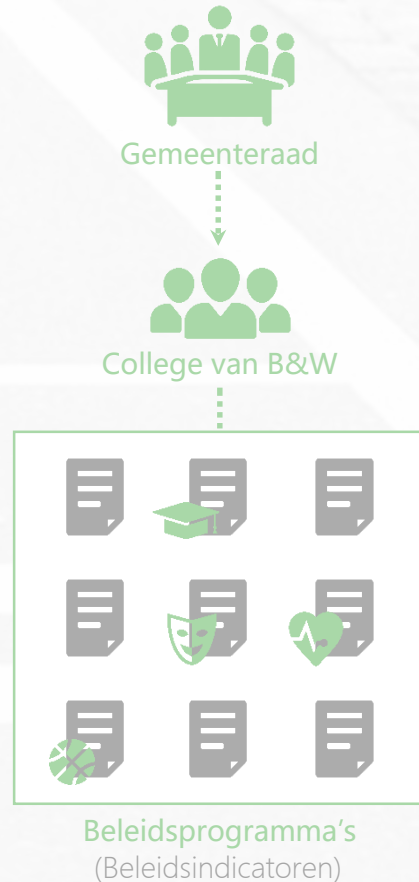 Gemeenteraad
College van B&W
Beleidsprogramma's
(Beleidsindicatoren)